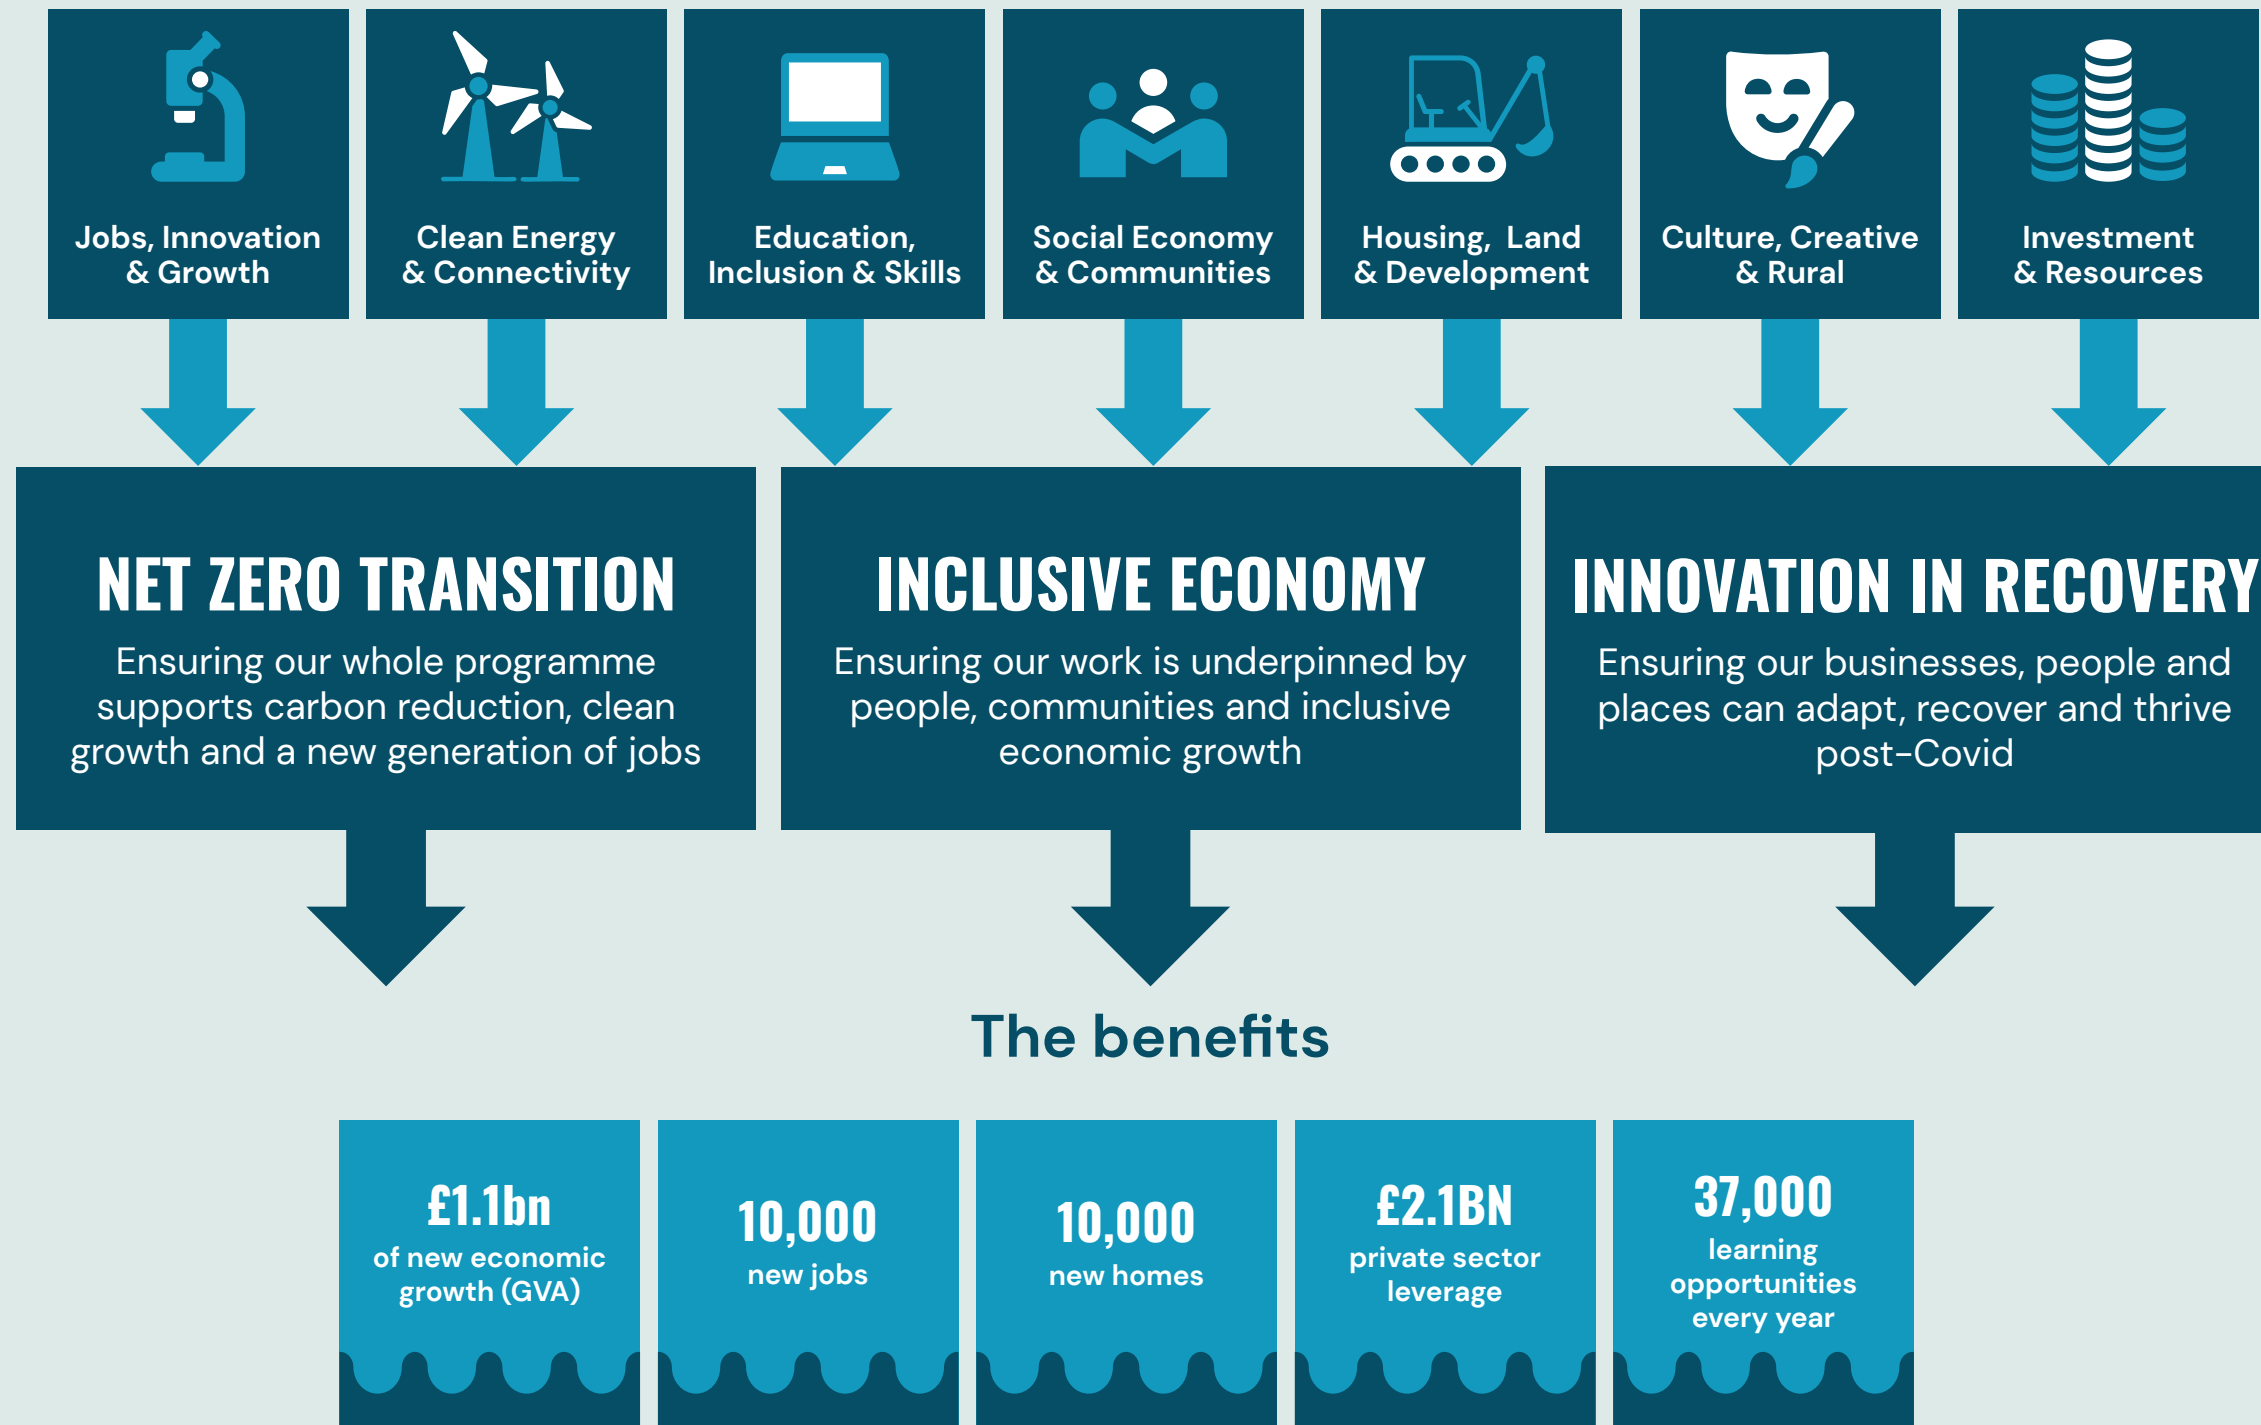 Jobs, Innovation
& Growth
Clean Energy
& Connectivity
Education,
Inclusion & Skills
Social Economy
& Communities
Housing, Land
& Development
Culture, Creative
& Rural
Investment
& Resources
NET ZERO TRANSITION
Ensuring our whole programme
supports carbon reduction, clean
growth and a new generation of jobs
INCLUSIVE ECONOMY
Ensuring our work is underpinned by
people, communities and inclusive
economic growth
INNOVATION IN RECOVERY
Ensuring our businesses, people and
places can adapt, recover and thrive
post-Covid
The benefits
£1.1bn
of new economic
growth (GVA)
10,000
new jobs
10,000
new homes
£2.1BN
private sector
leverage
37,000
learning
opportunities
every year